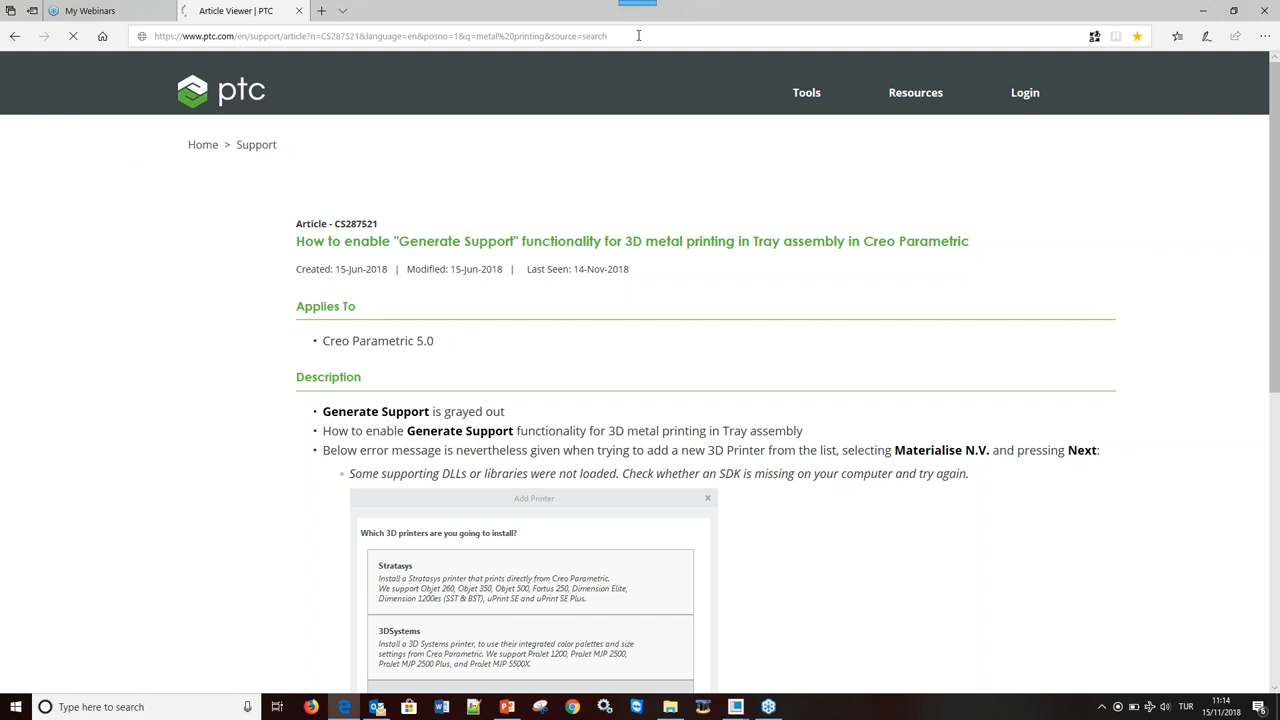 My Webinars
Article Viewer | PTC
https://www.ptc.com/en/support/article?n=CS287521&language=en&posno=1&q=metal%20printing&source=search
ptc
Tools
Resources
Login
Home > Support
Article - CS287521
How to enable "Generate Support" functionality for 3D metal printing in Tray assembly in Creo Parametric
Created: 15-Jun-2018 | Modified: 15-Jun-2018 | Last Seen: 14-Nov-2018
Applies To
• Creo Parametric 5.0
Description
• Generate Support is grayed out
• How to enable Generate Support functionality for 3D metal printing in Tray assembly
• Below error message is nevertheless given when trying to add a new 3D Printer from the list, selecting Materialise N.V. and pressing Next:
Some supporting DLLs or libraries were not loaded. Check whether an SDK is missing on your computer and try again.
Add Printer
Which 3D printers are you going to install?
Stratasys
Install a Stratasys printer that prints directly from Creo Parametric.
We support Objet 260, Objet 350, Objet 500, Fortus 250, Dimension Elite,
Dimension 1200es (SST & BST), uPrint SE and uPrint SE Plus.
3DSystems
Install a 3D Systems printer, to use their integrated color palettes and size
settings from Creo Parametric. We support ProJet 1200, ProJet MJP 2500,
ProJet MJP 2500 Plus, and ProJet MJP 5500X.
Type here to search
TUR
11:14
15/11/2018